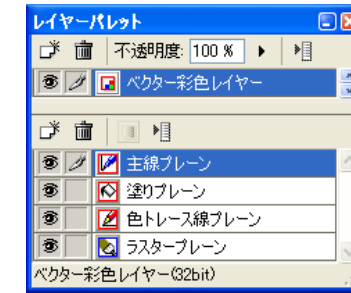 レイヤーパレット
不透明度: 100 %
ベクター彩色レイヤー
主線プレーン
塗りプレーン
色トレース線プレーン
ラスタープレーン
ベクター彩色レイヤー(32bit)